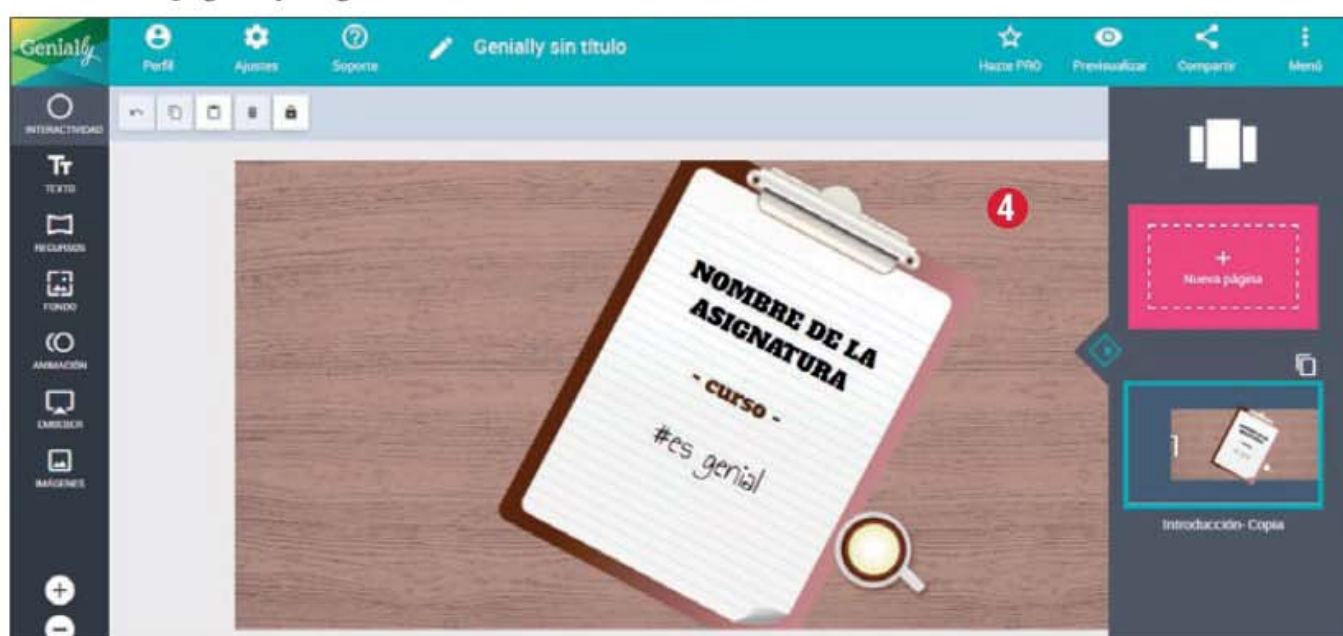 Genially
Perfil
Ajustes
Soporte
Genially sin título
Hazte PRO
Previsualizar
Compartir
Menú
INTERACTIVIDAD
TEXTO
RECURSOS
FONDO
ANIMACIÓN
EMBEBER
IMÁGENES
4
NOMBRE DE LA
ASIGNATURA
- curso -
#es genial
+
Nueva página
Introducción- Copia